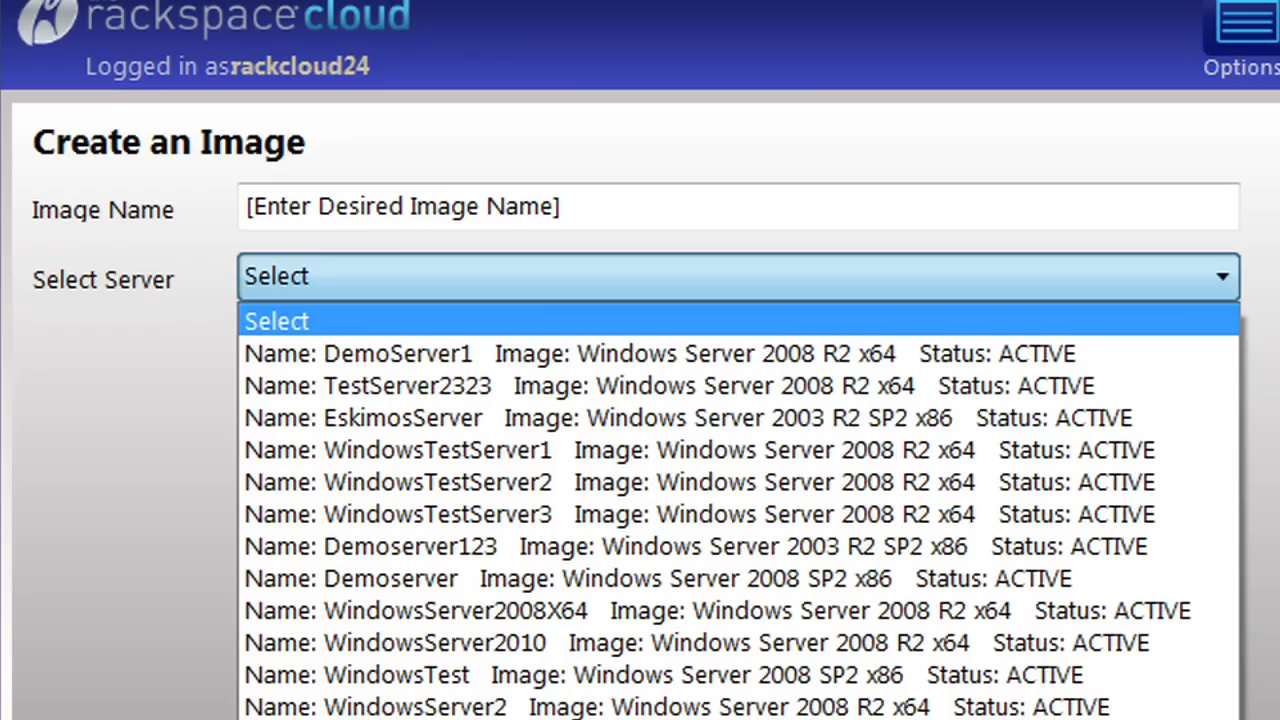 rackspace cloud
Logged in asrackcloud24
Options
Create an Image
Image Name
[Enter Desired Image Name]
Select Server
Select
Select
Name: DemoServer1 Image: Windows Server 2008 R2 x64 Status: ACTIVE
Name: TestServer2323 Image: Windows Server 2008 R2 x64 Status: ACTIVE
Name: EskimosServer Image: Windows Server 2003 R2 SP2 x86 Status: ACTIVE
Name: WindowsTestServer1 Image: Windows Server 2008 R2 x64 Status: ACTIVE
Name: WindowsTestServer2 Image: Windows Server 2008 R2 x64 Status: ACTIVE
Name: WindowsTestServer3 Image: Windows Server 2008 R2 x64 Status: ACTIVE
Name: Demoserver123 Image: Windows Server 2003 R2 SP2 x86 Status: ACTIVE
Name: Demoserver Image: Windows Server 2008 SP2 x86 Status: ACTIVE
Name: WindowsServer2008X64 Image: Windows Server 2008 R2 x64 Status: ACTIVE
Name: WindowsServer2010 Image: Windows Server 2008 R2 x64 Status: ACTIVE
Name: WindowsTest Image: Windows Server 2008 SP2 x86 Status: ACTIVE
Name: WindowsServer2 Image: Windows Server 2008 R2 x64 Status: ACTIVE